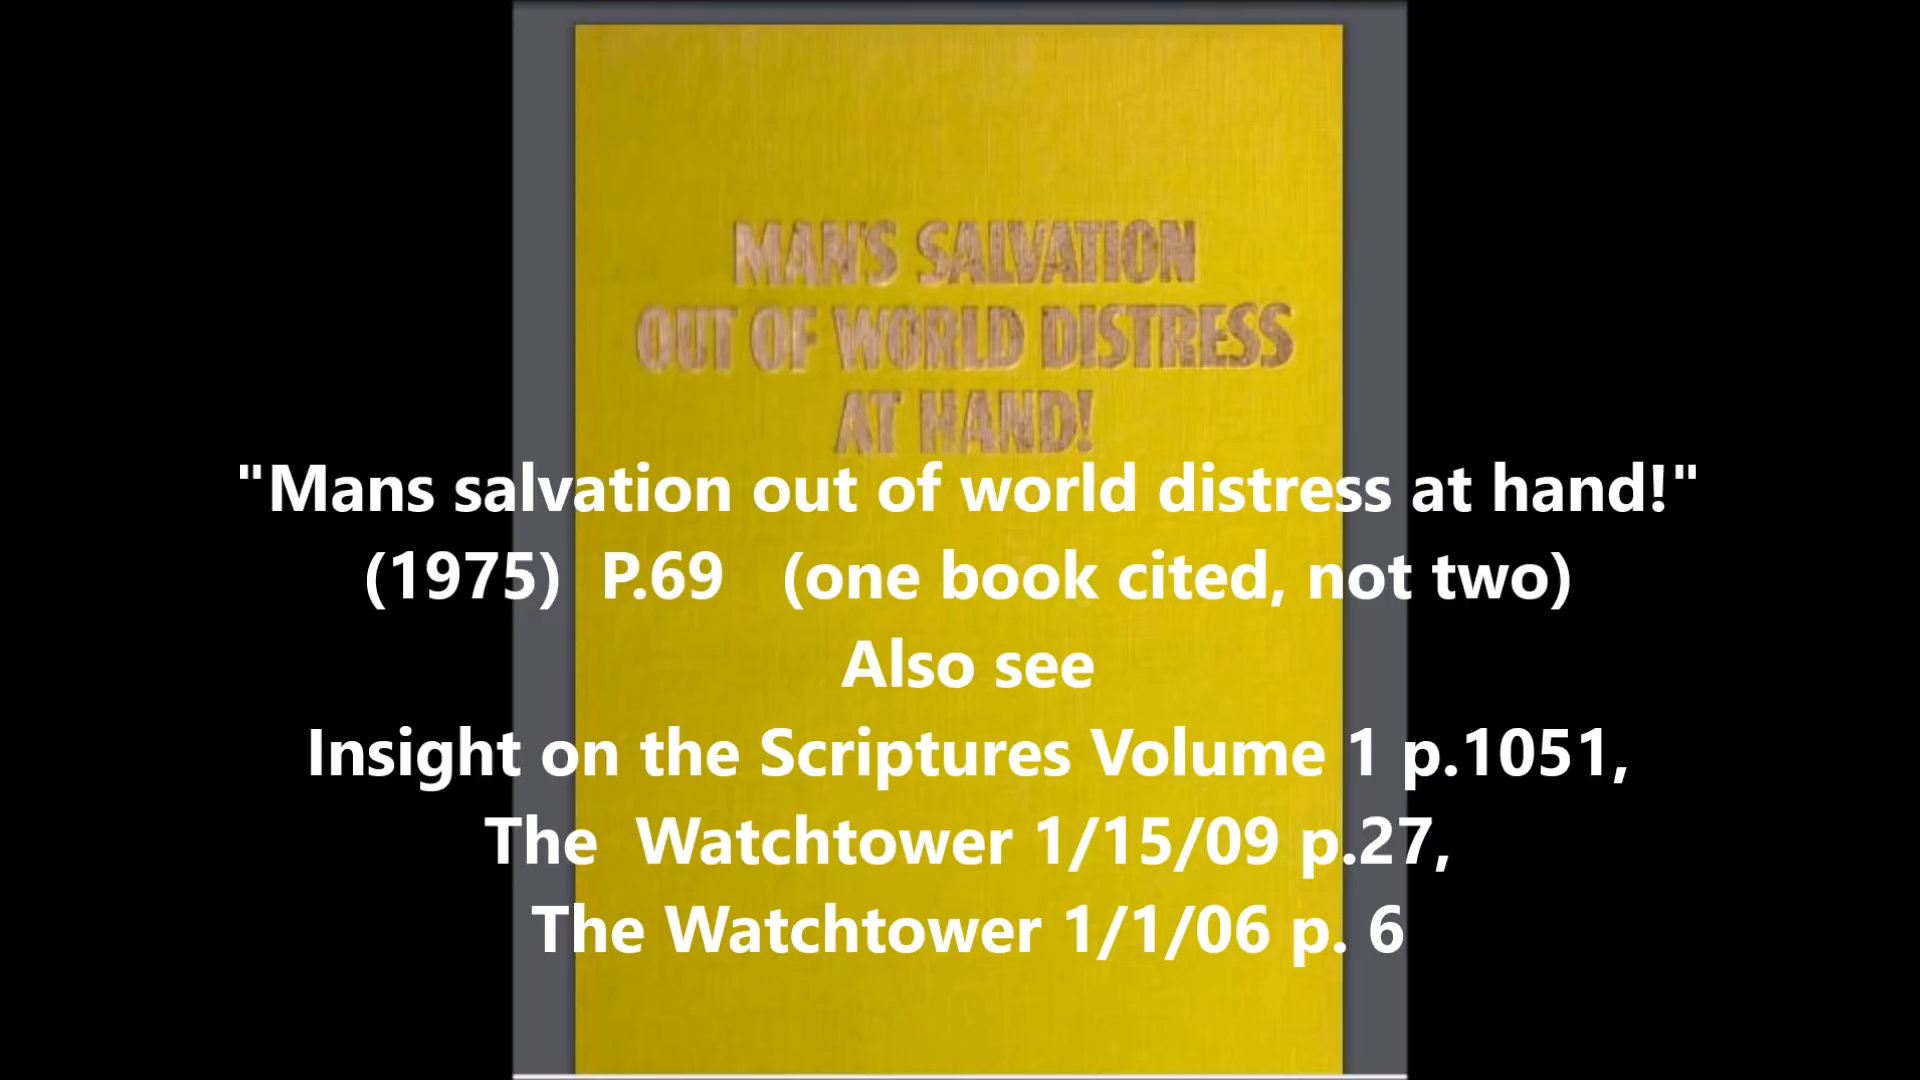 MAN'S SALVATION
OUT OF WORLD DISTRESS
AT HAND!
"Mans salvation out of world distress at hand!"
(1975)  P.69   (one book cited, not two)
Also see
Insight on the Scriptures Volume 1 p.1051,
The  Watchtower 1/15/09 p.27,
The Watchtower 1/1/06 p. 6